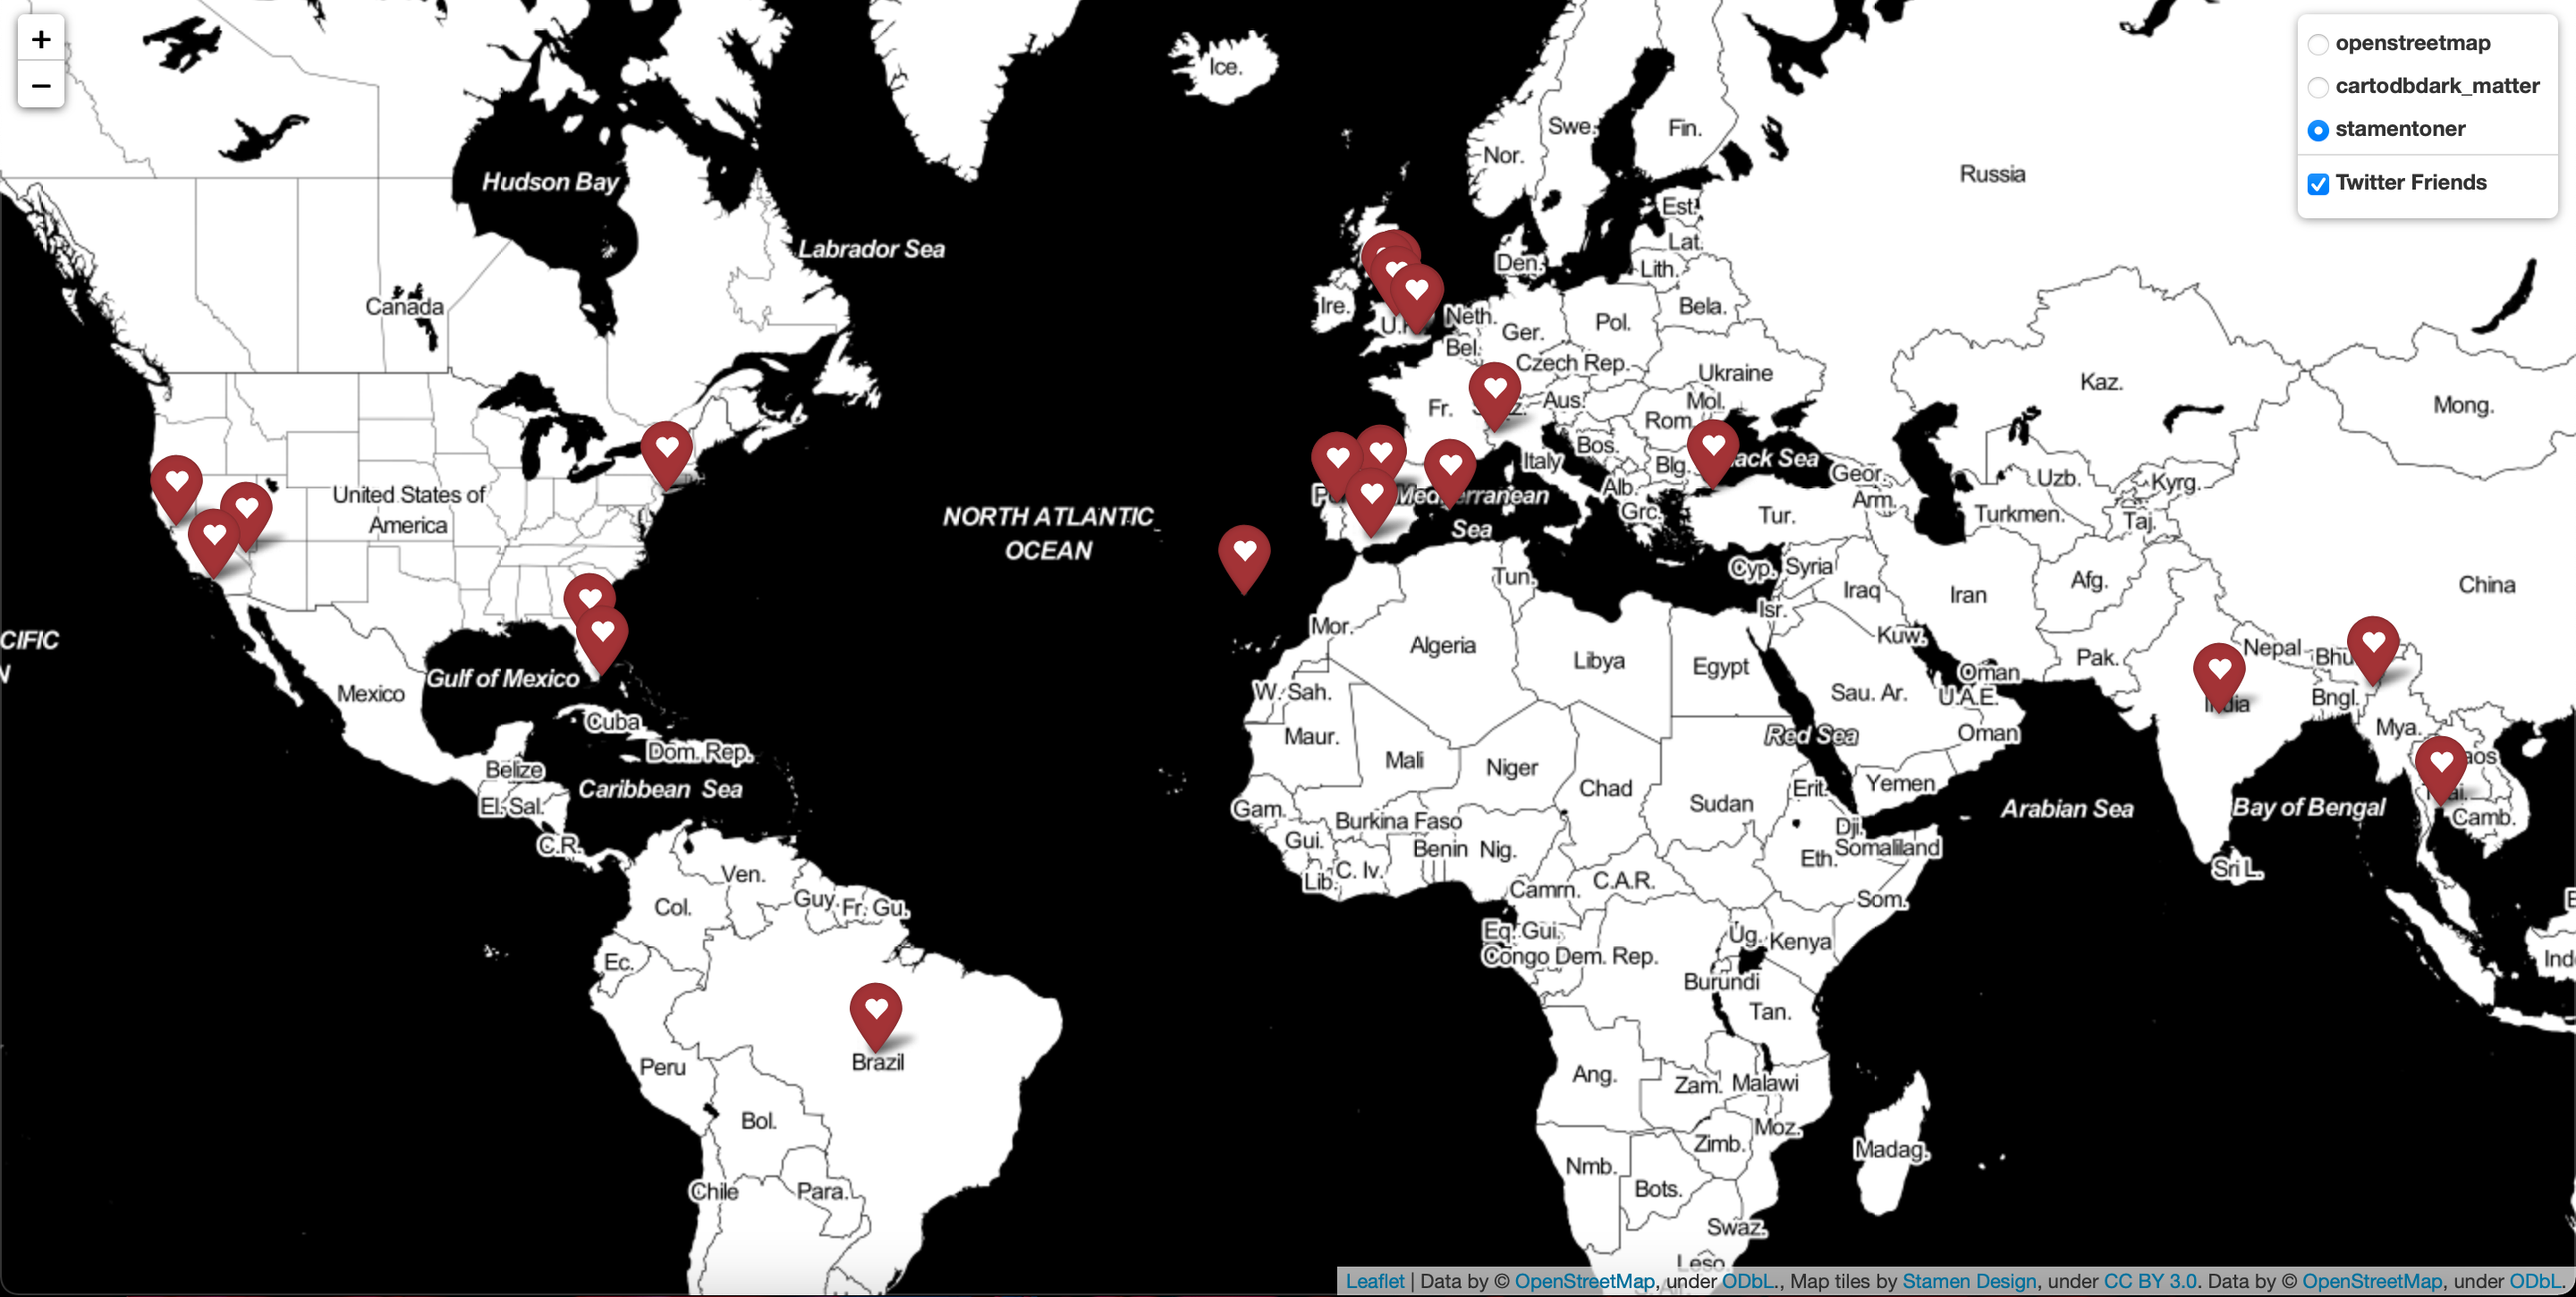 +
−
openstreetmap
cartodbdark_matter
stamentoner
Twitter Friends
Ice.
Swe.
Fin.
Nor.
Russia
Hudson Bay
Est.
Lat.
Labrador Sea
Den.
Lith.
Canada
Ire.
Neth.
Bela.
Ger.
Pol.
Bel.
Czech Rep.
Ukraine
Kaz.
Fr.
Aus.
Mol.
Mong.
Rom.
Bos.
Italy
Blg.
Geor.
Uzb.
Kyrg.
United States of
America
Mediterranean
Sea
Alb.
Grc.
Arm.
Tur.
Turkmen.
Taj.
NORTH ATLANTIC
OCEAN
Tun.
Cyp.
Syria
Iraq
Iran
Afg.
China
Isr.
Mor.
Kuw.
CIFIC
N
Algeria
Libya
Egypt
Pak.
Nepal
Oman
U.A.E.
Mexico
Gulf of Mexico
W. Sah.
Sau. Ar.
Bngl.
India
Cuba
Dom. Rep.
Maur.
Mali
Niger
Red Sea
Oman
Mya.
Belize
Caribbean Sea
Chad
Yemen
Erit.
El. Sal.
Gam.
Burkina Faso
Sudan
Arabian Sea
Bay of Bengal
Camb.
C.R.
Gui.
Benin
Nig.
Dji.
Somaliland
Eth.
Lib.
C. Iv.
Camrn.
C.A.R.
Sri L.
Ven.
Guy.
Fr. Gu.
Col.
Som.
Eq. Gui.
Ug.
Kenya
Congo
Dem. Rep.
Ec.
Ind
Burundi
Tan.
Brazil
Peru
Ang.
Zam.
Malawi
Bol.
Moz.
Zimb.
Madag.
Nmb.
Chile
Para.
Bots.
Swaz.
Leso.
Leaflet | Data by © OpenStreetMap, under ODbL., Map tiles by Stamen Design, under CC BY 3.0. Data by © OpenStreetMap, under ODbL.